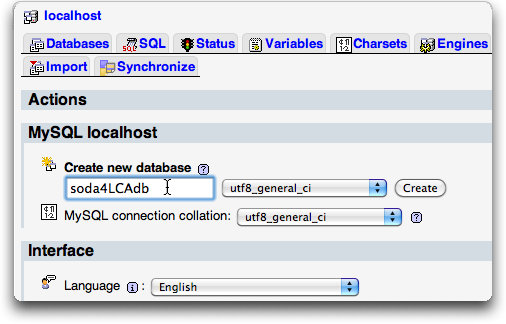 localhost
Databases SQL Status Variables Charsets Engines
Import Synchronize
Actions
MySQL localhost
Create new database
soda4LCAdb utf8_general_ci Create
MySQL connection collation: utf8_general_ci
Interface
Language : English